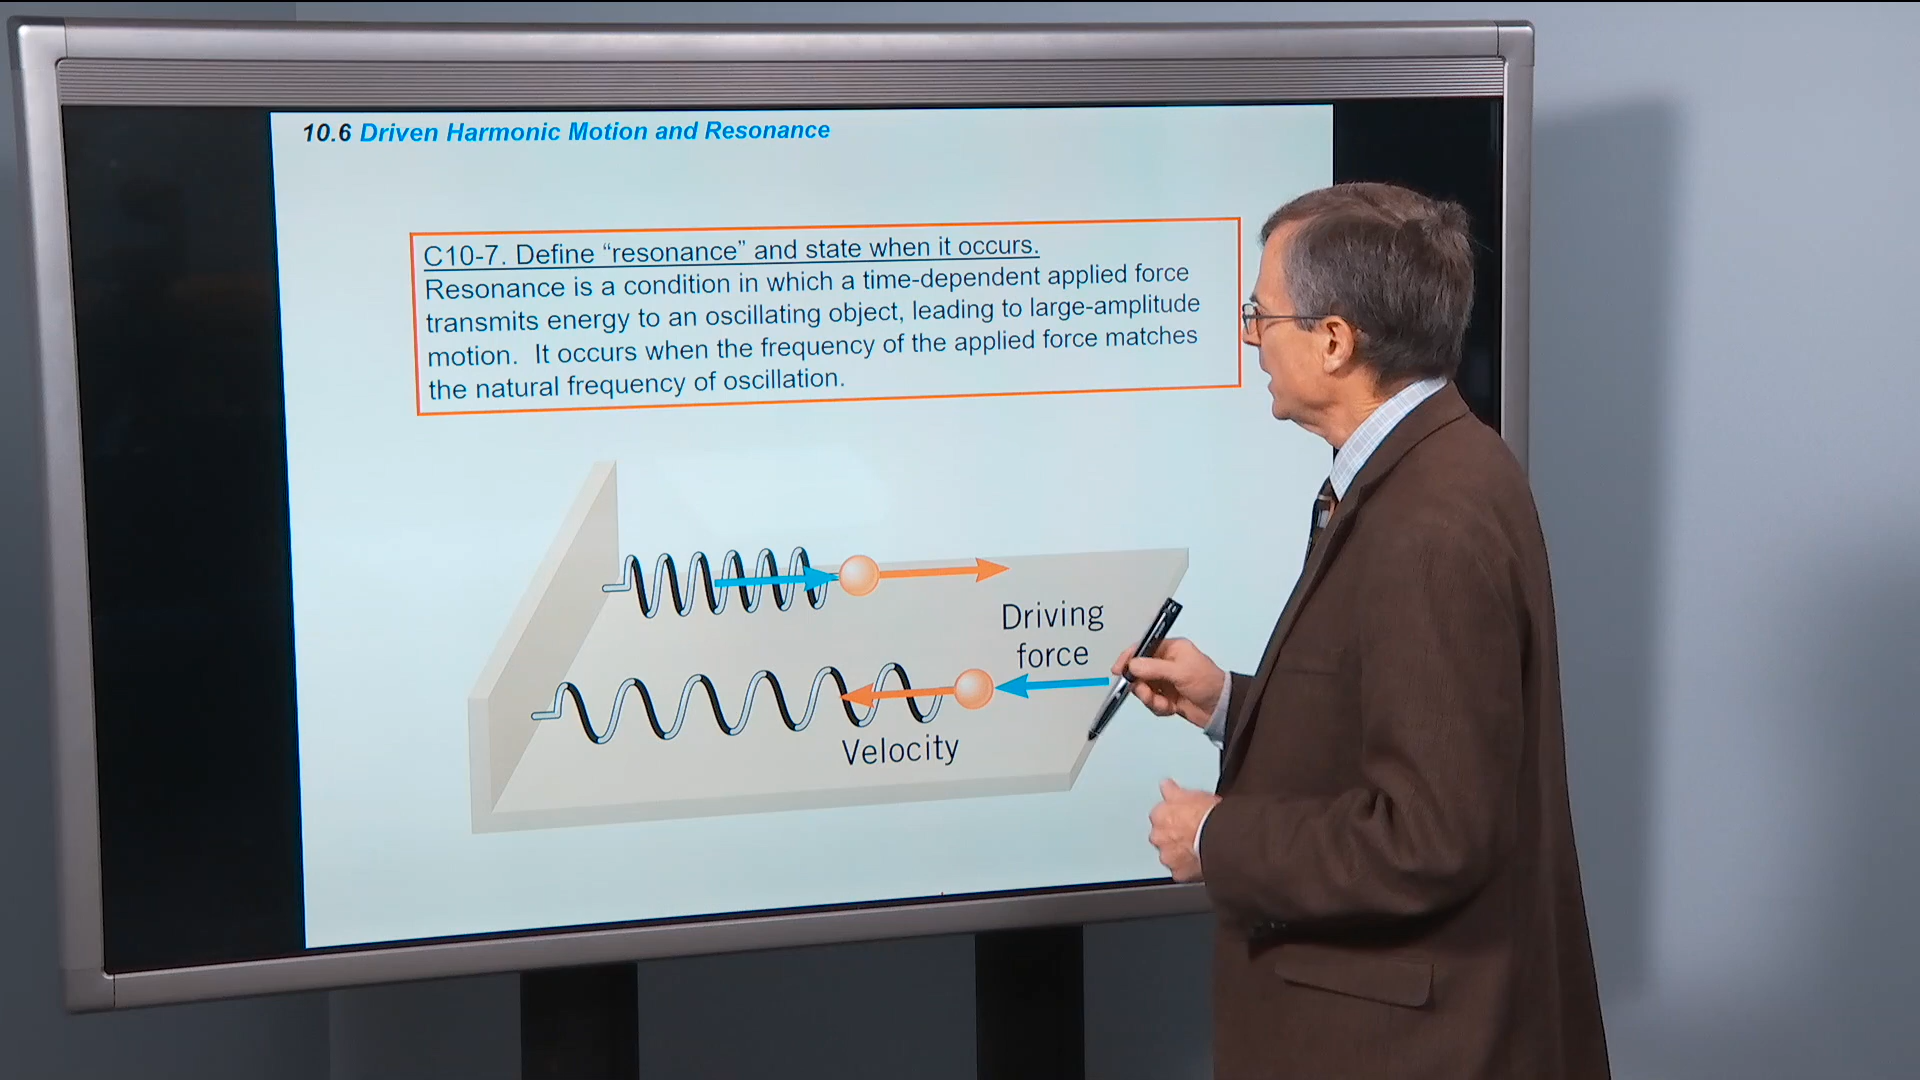 10.6 Driven Harmonic Motion and Resonance
C10-7. Define “resonance” and state when it occurs.
Resonance is a condition in which a time-dependent applied force
transmits energy to an oscillating object, leading to large-amplitude
motion.  It occurs when the frequency of the applied force matches
the natural frequency of oscillation.
Driving
force
Velocity